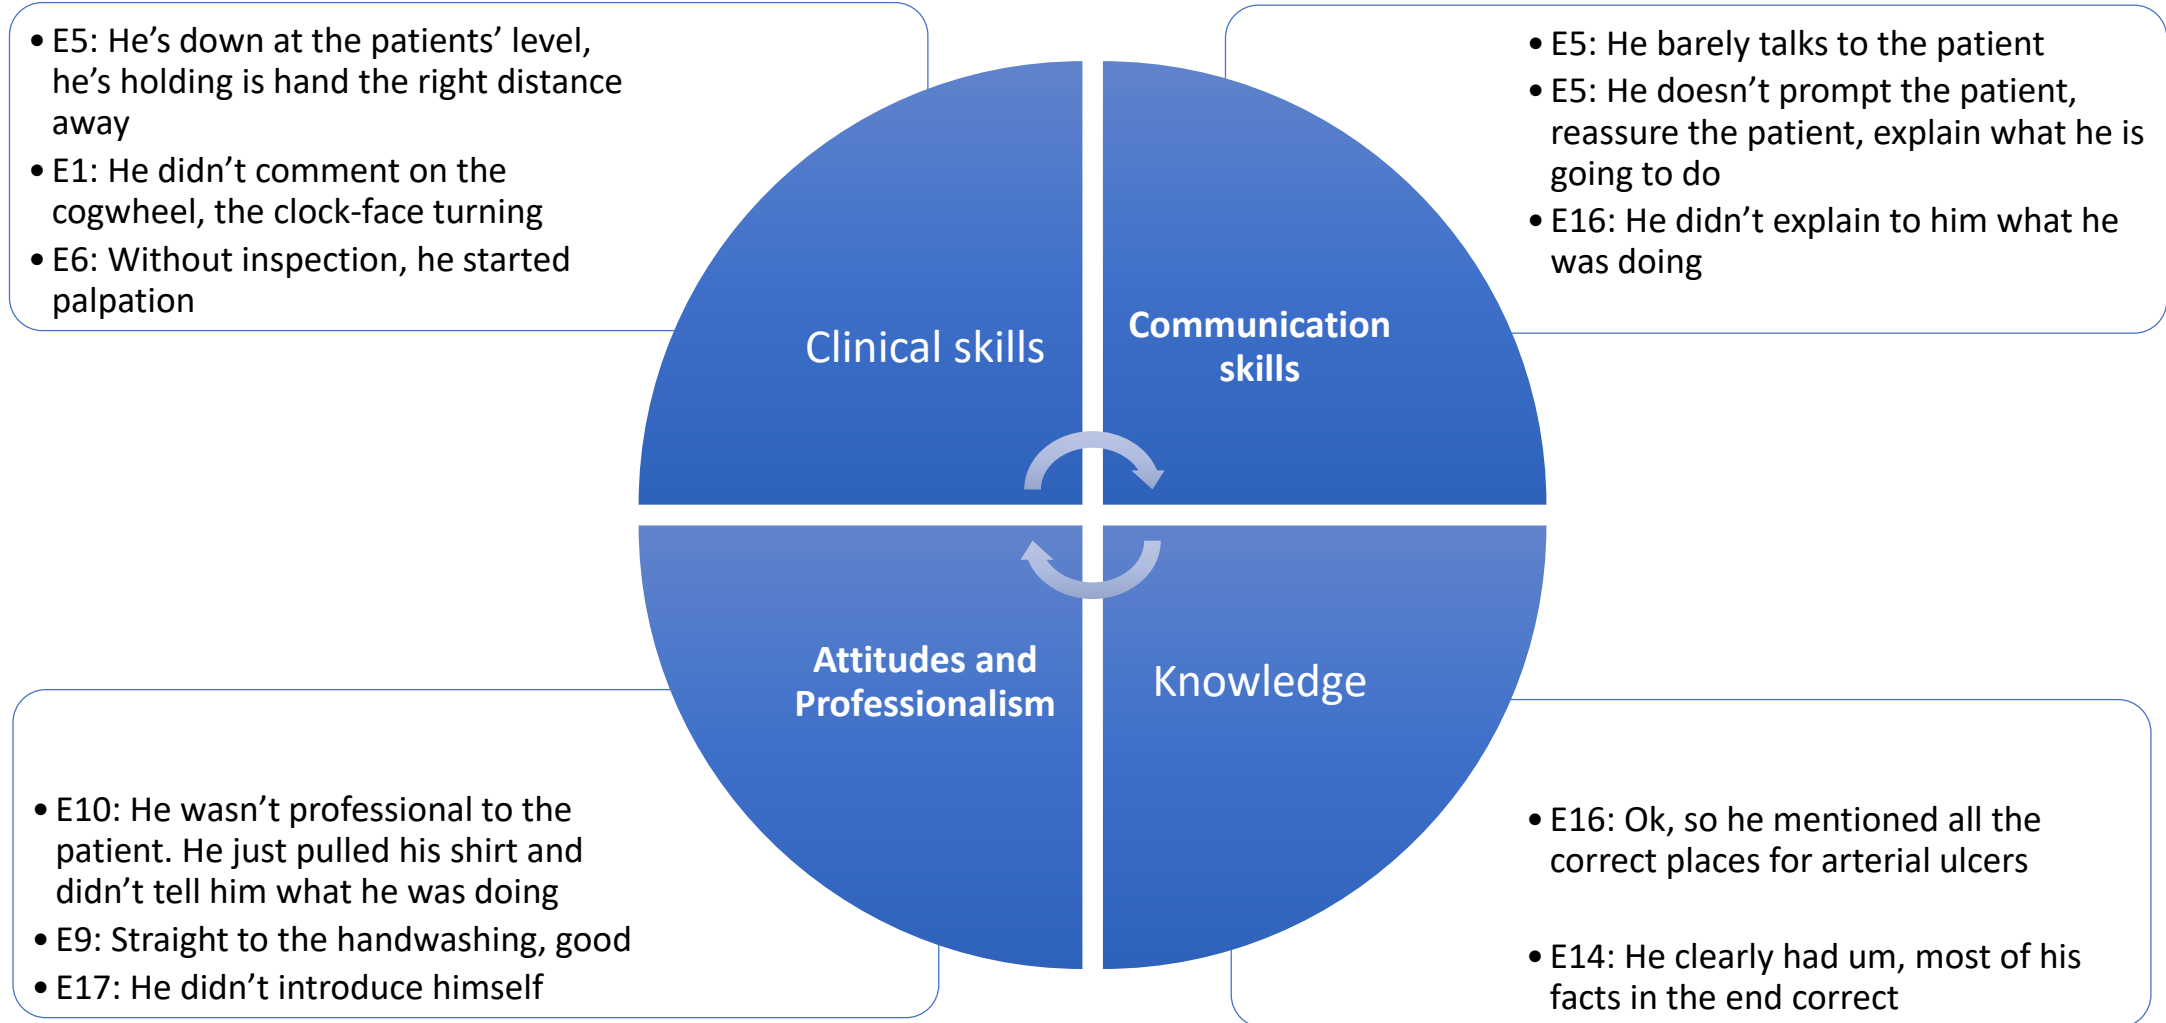 • E5: He’s down at the patients’ level,
he’s holding is hand the right distance
away
• E1: He didn’t comment on the
cogwheel, the clock-face turning
• E6: Without inspection, he started
palpation
• E5: He barely talks to the patient
• E5: He doesn’t prompt the patient,
reassure the patient, explain what he is
going to do
• E16: He didn’t explain to him what he
was doing
Clinical skills
Communication
skills
Attitudes and
Professionalism
Knowledge
• E10: He wasn’t professional to the
patient. He just pulled his shirt and
didn’t tell him what he was doing
• E9: Straight to the handwashing, good
• E17: He didn’t introduce himself
• E16: Ok, so he mentioned all the
correct places for arterial ulcers
• E14: He clearly had um, most of his
facts in the end correct